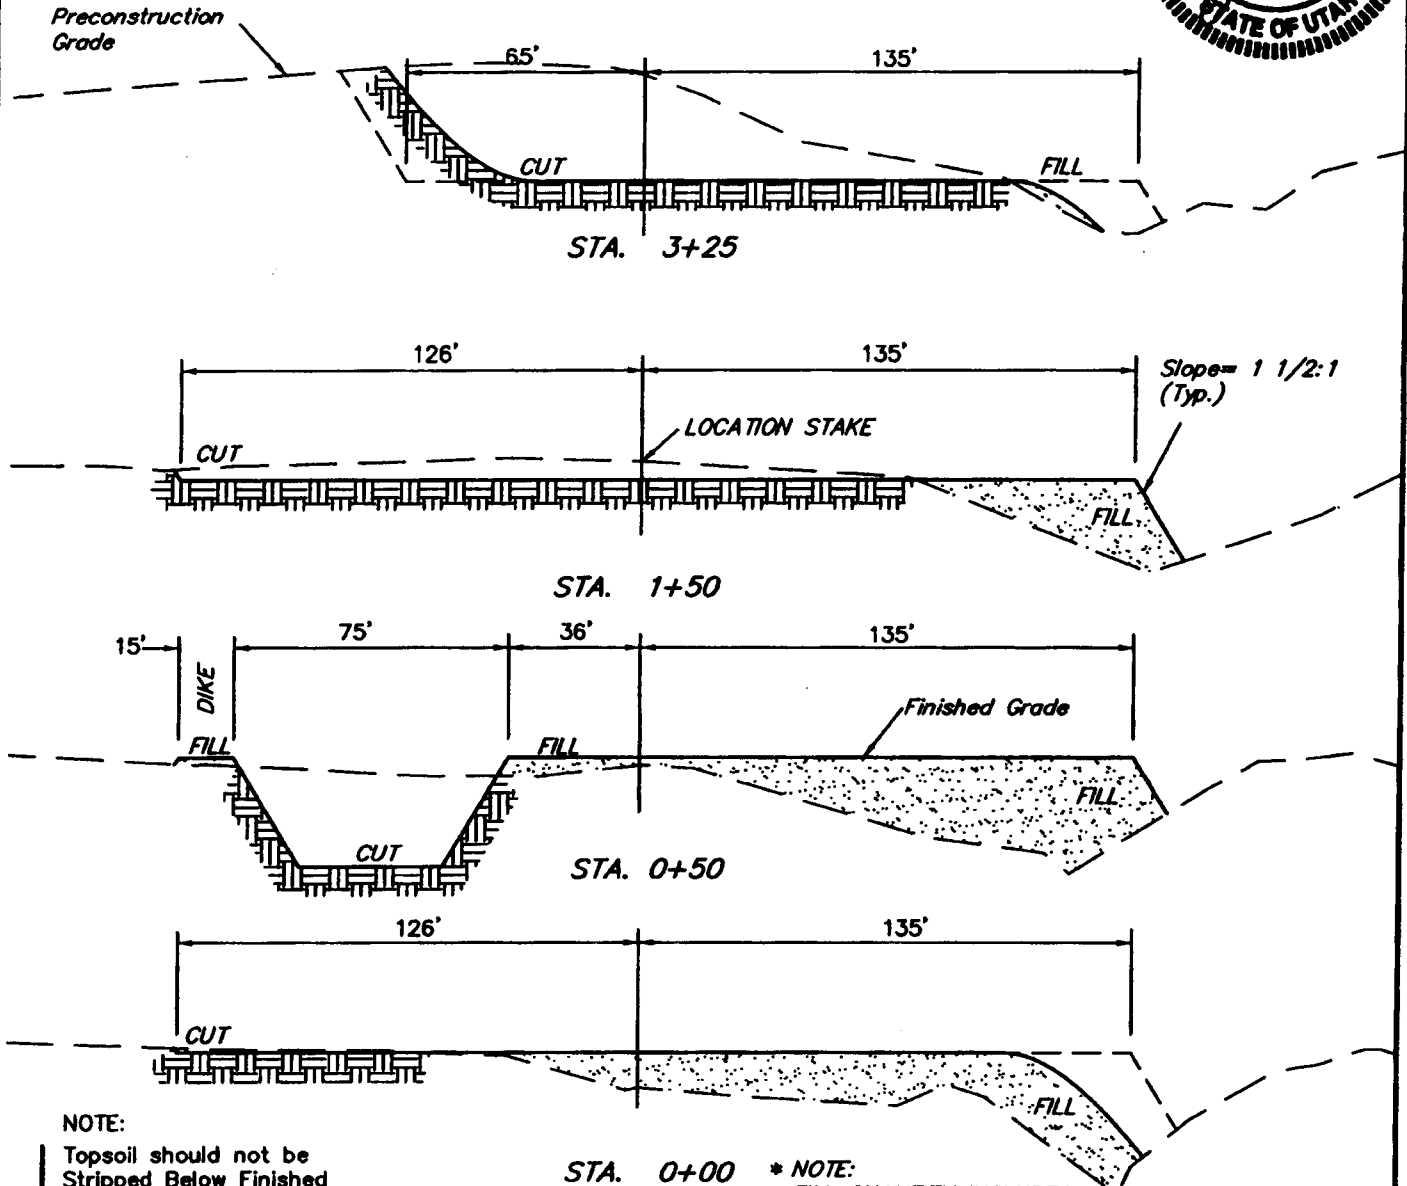 STATE OF UTAH
Preconstruction
Grade
65'
135'
CUT
FILL
STA. 3+25
126'
135'
Slope= 1 1/2:1
(Typ.)
CUT
LOCATION STAKE
FILL
STA. 1+50
15'
75'
36'
135'
DIKE
Finished Grade
FILL
FILL
FILL
CUT
STA. 0+50
126'
135'
CUT
FILL
NOTE:
Topsoil should not be
Stripped Below Finished
STA. 0+00
* NOTE: